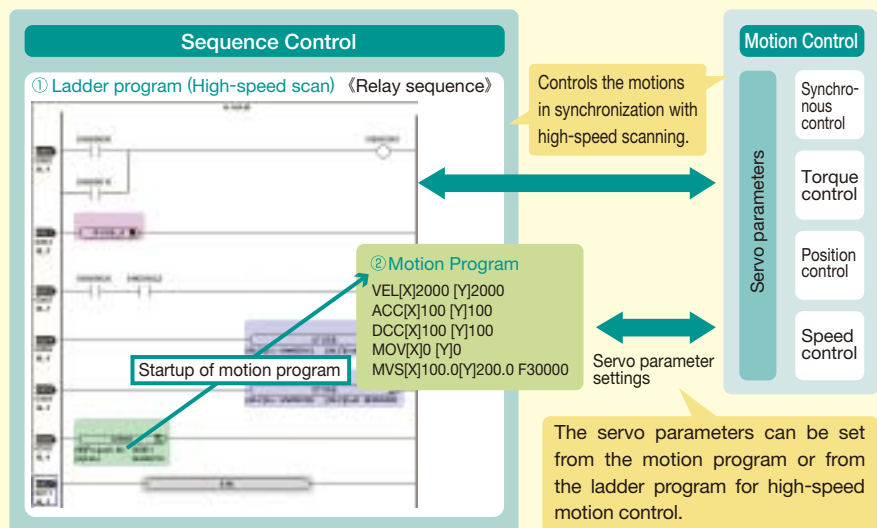 Sequence Control
① Ladder program (High-speed scan) 《Relay sequence》
Startup of motion program
②Motion Program
VEL[X]2000 [Y]2000
ACC[X]100 [Y]100
DCC[X]100 [Y]100
MOV[X]0 [Y]0
MVS[X]100.0[Y]200.0 F30000
Controls the motions
in synchronization with
high-speed scanning.
Servo parameter
settings
Motion Control
Servo parameters
Synchro-
nous
control
Torque
control
Position
control
Speed
control
The servo parameters can be set
from the motion program or from
the ladder program for high-speed
motion control.